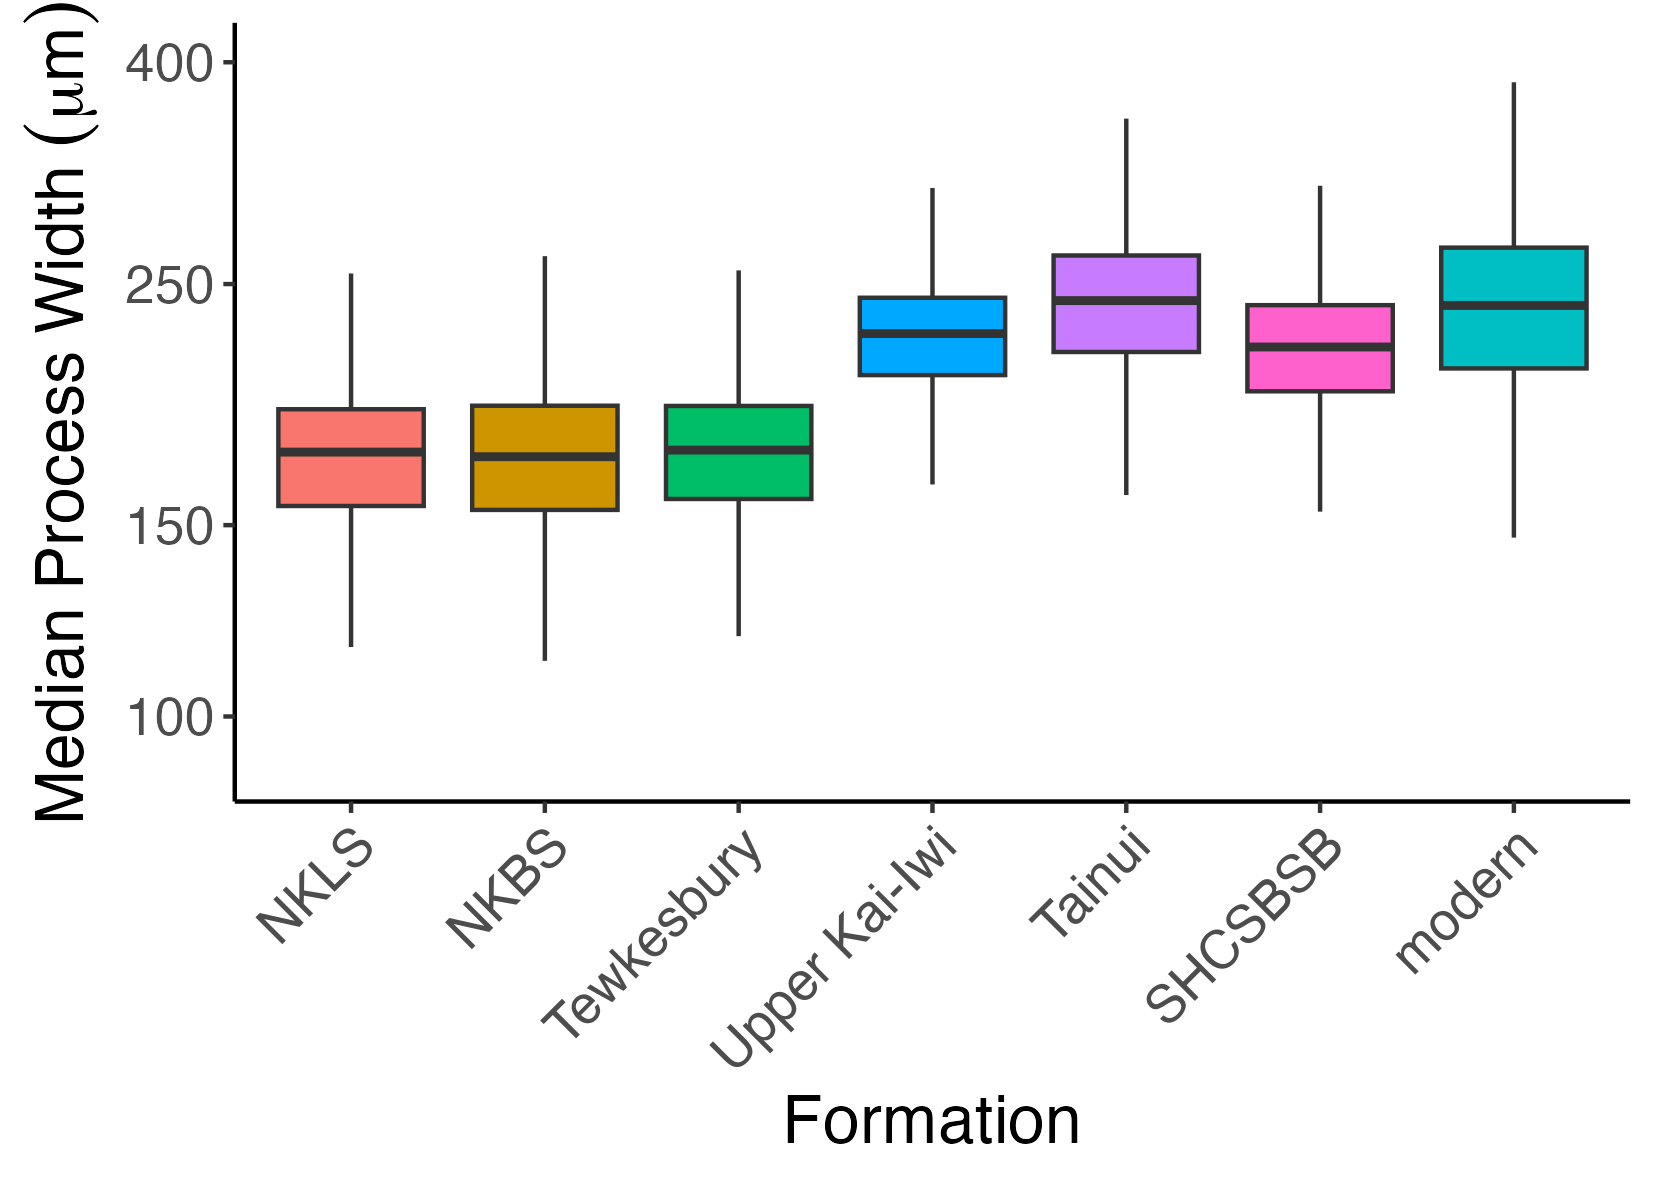 Median Process Width (μm)
400
250
150
100
NKLS
NKBS
Tewkesbury
Upper Kai-Iwi
Tainui
SHCSBSB
modern
Formation